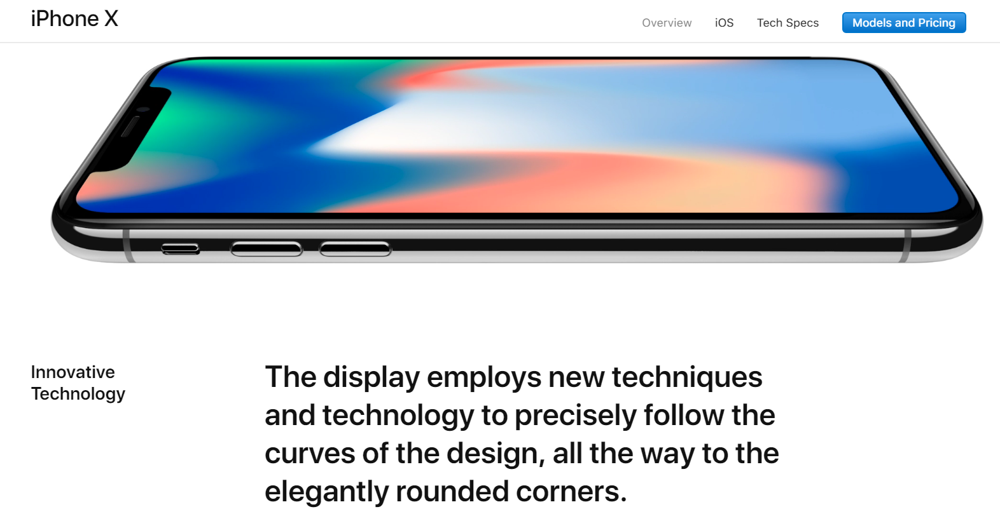 iPhone X
Overview iOS Tech Specs Models and Pricing
Innovative
Technology
The display employs new techniques
and technology to precisely follow the
curves of the design, all the way to the
elegantly rounded corners.